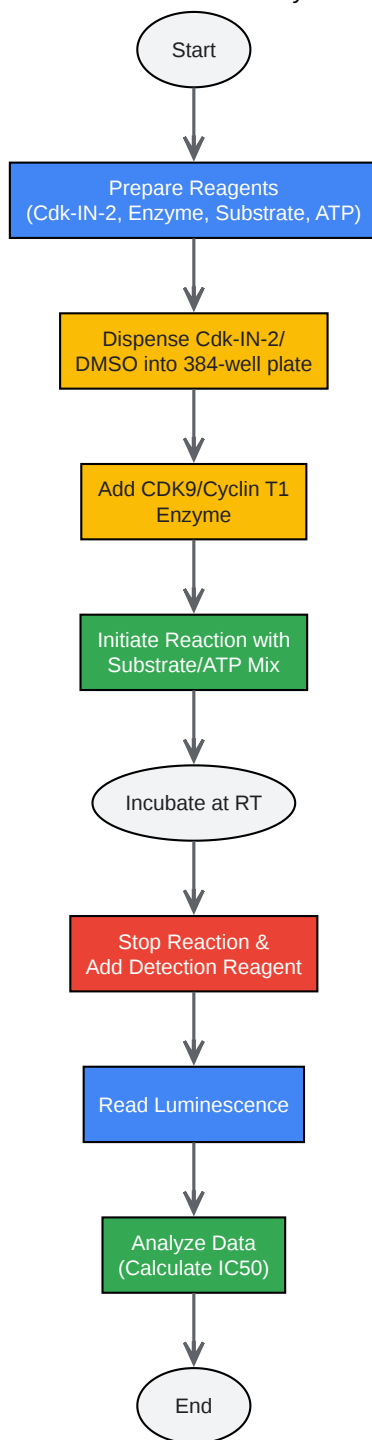 Start
Prepare Reagents
(Cdk-IN-2, Enzyme, Substrate, ATP)
Dispense Cdk-IN-2/
DMSO into 384-well plate
Add CDK9/Cyclin T1
Enzyme
Initiate Reaction with
Substrate/ATP Mix
Incubate at RT
Stop Reaction &
Add Detection Reagent
Read Luminescence
Analyze Data
(Calculate IC50)
End